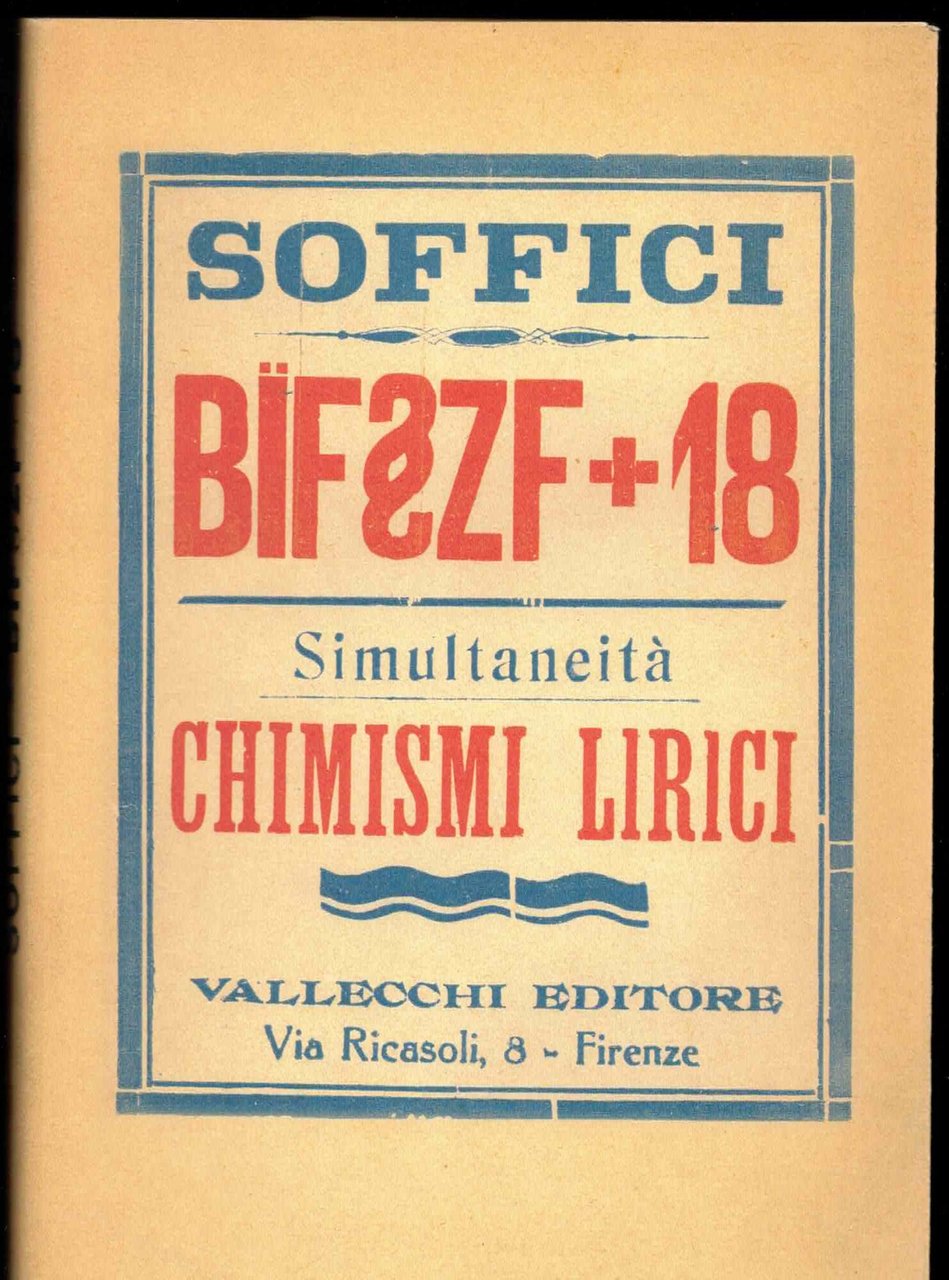 SOFFICI
BÏF§ZF+18
Simultaneità
CHIMISMI LIRICI
VALLECCHI EDITORE
Via Ricasoli, 8 - Firenze